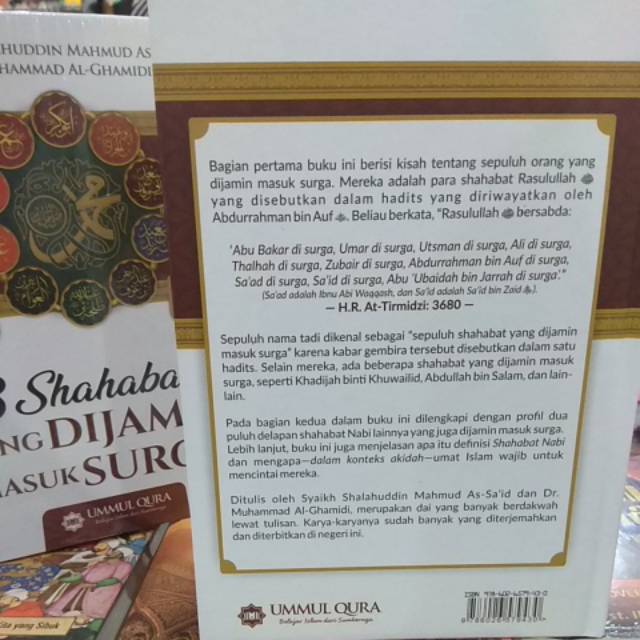 HUDDIN MAHMUD AS
HAMMAD AL-GHAMIDI
Shahaba
NG DIJAM
MASUK SURG
UMMUL QURA
ita yang Sibuk
Bagian pertama buku ini berisi kisah tentang sepuluh orang yang
dijamin masuk surga. Mereka adalah para shahabat Rasulullah ﷺ
yang disebutkan dalam hadits yang diriwayatkan oleh
Abdurrahman bin Auf. Beliau berkata, "Rasulullah ﷺ bersabda:
'Abu Bakar di surga, Umar di surga, Utsman di surga, Ali di surga,
Thalhah di surga, Zubair di surga, Abdurrahman bin Auf di surga,
Sa'ad di surga, Sa'id di surga, Abu 'Ubaidah bin Jarrah di surga'."
(Sa'ad adalah Ibnu Abi Waqqash, dan Sa'id adalah Sa'id bin Zaid).
— H.R. At-Tirmidzi: 3680 —
Sepuluh nama tadi dikenal sebagai "sepuluh shahabat yang dijamin
masuk surga" karena kabar gembira tersebut disebutkan dalam satu
hadits. Selain mereka, ada beberapa shahabat yang dijamin masuk
surga, seperti Khadijah binti Khuwailid, Abdullah bin Salam, dan lain-
lain.
Pada bagian kedua dalam buku ini dilengkapi dengan profil dua
puluh delapan shahabat Nabi lainnya yang juga dijamin masuk surga.
Lebih lanjut, buku ini juga menjelasan apa itu definisi Shahabat Nabi
dan mengapa—dalam konteks akidah—umat Islam wajib untuk
mencintai mereka.
Ditulis oleh Syaikh Shalahuddin Mahmud As-Sa'id dan Dr.
Muhammad Al-Ghamidi, merupakan dai yang banyak berdakwah
lewat tulisan. Karya-karyanya sudah banyak yang diterjemahkan
dan diterbitkan di negeri ini.
UMMUL QURA
Belajar Islam dari Sumbernya